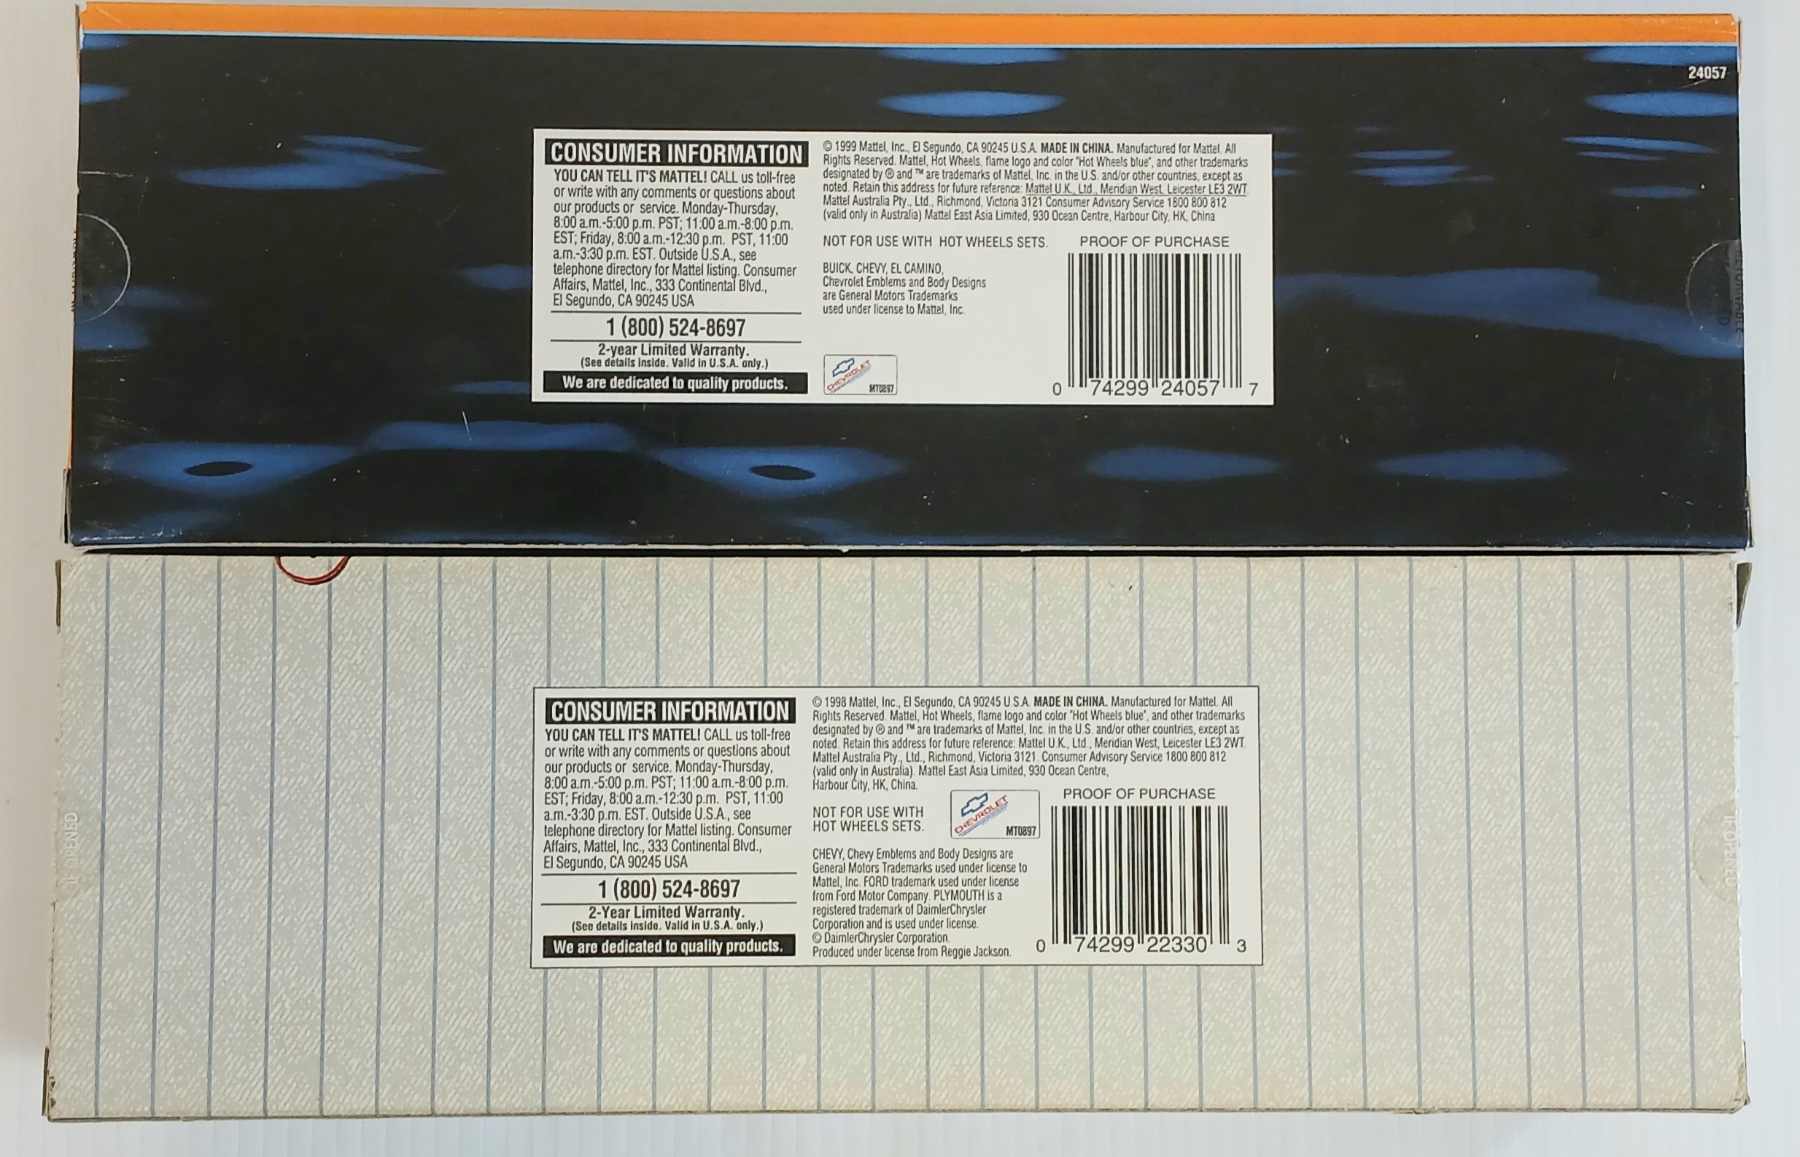 24057
CONSUMER INFORMATION
YOU CAN TELL IT'S MATTEL! CALL us toll-free
or write with any comments or questions about
our products or service. Monday-Thursday,
8:00 a.m.-5:00 p.m. PST; 11:00 a.m.-8:00 p.m.
EST; Friday, 8:00 a.m.-12:30 p.m. PST, 11:00
a.m.-3:30 p.m. EST. Outside U.S.A., see
telephone directory for Mattel listing. Consumer
Affairs, Mattel, Inc., 333 Continental Blvd.,
El Segundo, CA 90245 USA
1 (800) 524-8697
2-year Limited Warranty.
(See details inside. Valid in U.S.A. only.)
We are dedicated to quality products.
© 1999 Mattel, Inc., El Segundo, CA 90245 U.S.A. MADE IN CHINA. Manufactured for Mattel. All
Rights Reserved. Mattel, Hot Wheels, flame logo and color "Hot Wheels blue", and other trademarks
designated by ® and ™ are trademarks of Mattel, Inc. in the U.S. and/or other countries, except as
noted. Retain this address for future reference: Mattel U.K., Ltd., Meridian West, Leicester LE3 2WT.
Mattel Australia Pty., Ltd., Richmond, Victoria 3121 Consumer Advisory Service 1800 800 812
(valid only in Australia) Mattel East Asia Limited, 930 Ocean Centre, Harbour City, HK, China
NOT FOR USE WITH HOT WHEELS SETS.
BUICK, CHEVY, EL CAMINO,
Chevrolet Emblems and Body Designs
are General Motors Trademarks
used under license to Mattel, Inc.
CHEVROLET
MT0897
PROOF OF PURCHASE
0 74299 24057 7
CONSUMER INFORMATION
YOU CAN TELL IT'S MATTEL! CALL us toll-free
or write with any comments or questions about
our products or service. Monday-Thursday,
8:00 a.m.-5:00 p.m. PST; 11:00 a.m.-8:00 p.m.
EST; Friday, 8:00 a.m.-12:30 p.m. PST, 11:00
a.m.-3:30 p.m. EST. Outside U.S.A., see
telephone directory for Mattel listing. Consumer
Affairs, Mattel, Inc., 333 Continental Blvd.,
El Segundo, CA 90245 USA
1 (800) 524-8697
2-Year Limited Warranty.
(See details inside. Valid in U.S.A. only.)
We are dedicated to quality products.
© 1998 Mattel, Inc., El Segundo, CA 90245 U.S.A. MADE IN CHINA. Manufactured for Mattel. All
Rights Reserved. Mattel, Hot Wheels, flame logo and color "Hot Wheels blue", and other trademarks
designated by ® and ™ are trademarks of Mattel, Inc. in the U.S. and/or other countries, except as
noted. Retain this address for future reference: Mattel U.K., Ltd., Meridian West, Leicester LE3 2WT.
Mattel Australia Pty., Ltd., Richmond, Victoria 3121. Consumer Advisory Service 1800 800 812
(valid only in Australia). Mattel East Asia Limited, 930 Ocean Centre,
Harbour City, HK, China.
NOT FOR USE WITH
HOT WHEELS SETS.
CHEVROLET
MT0897
CHEVY, Chevy Emblems and Body Designs are
General Motors Trademarks used under license to
Mattel, Inc. FORD trademark used under license
from Ford Motor Company. PLYMOUTH is a
registered trademark of DaimlerChrysler
Corporation and is used under license.
© DaimlerChrysler Corporation.
Produced under license from Reggie Jackson.
PROOF OF PURCHASE
0 74299 22330 3
IF OPENED
IF OPENED